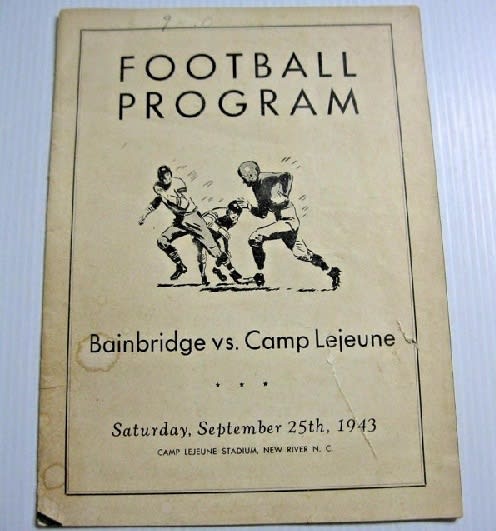 FOOTBALL
PROGRAM
Bainbridge vs. Camp Lejeune
* * *
Saturday, September 25th, 1943
CAMP LEJEUNE STADIUM, NEW RIVER N. C.